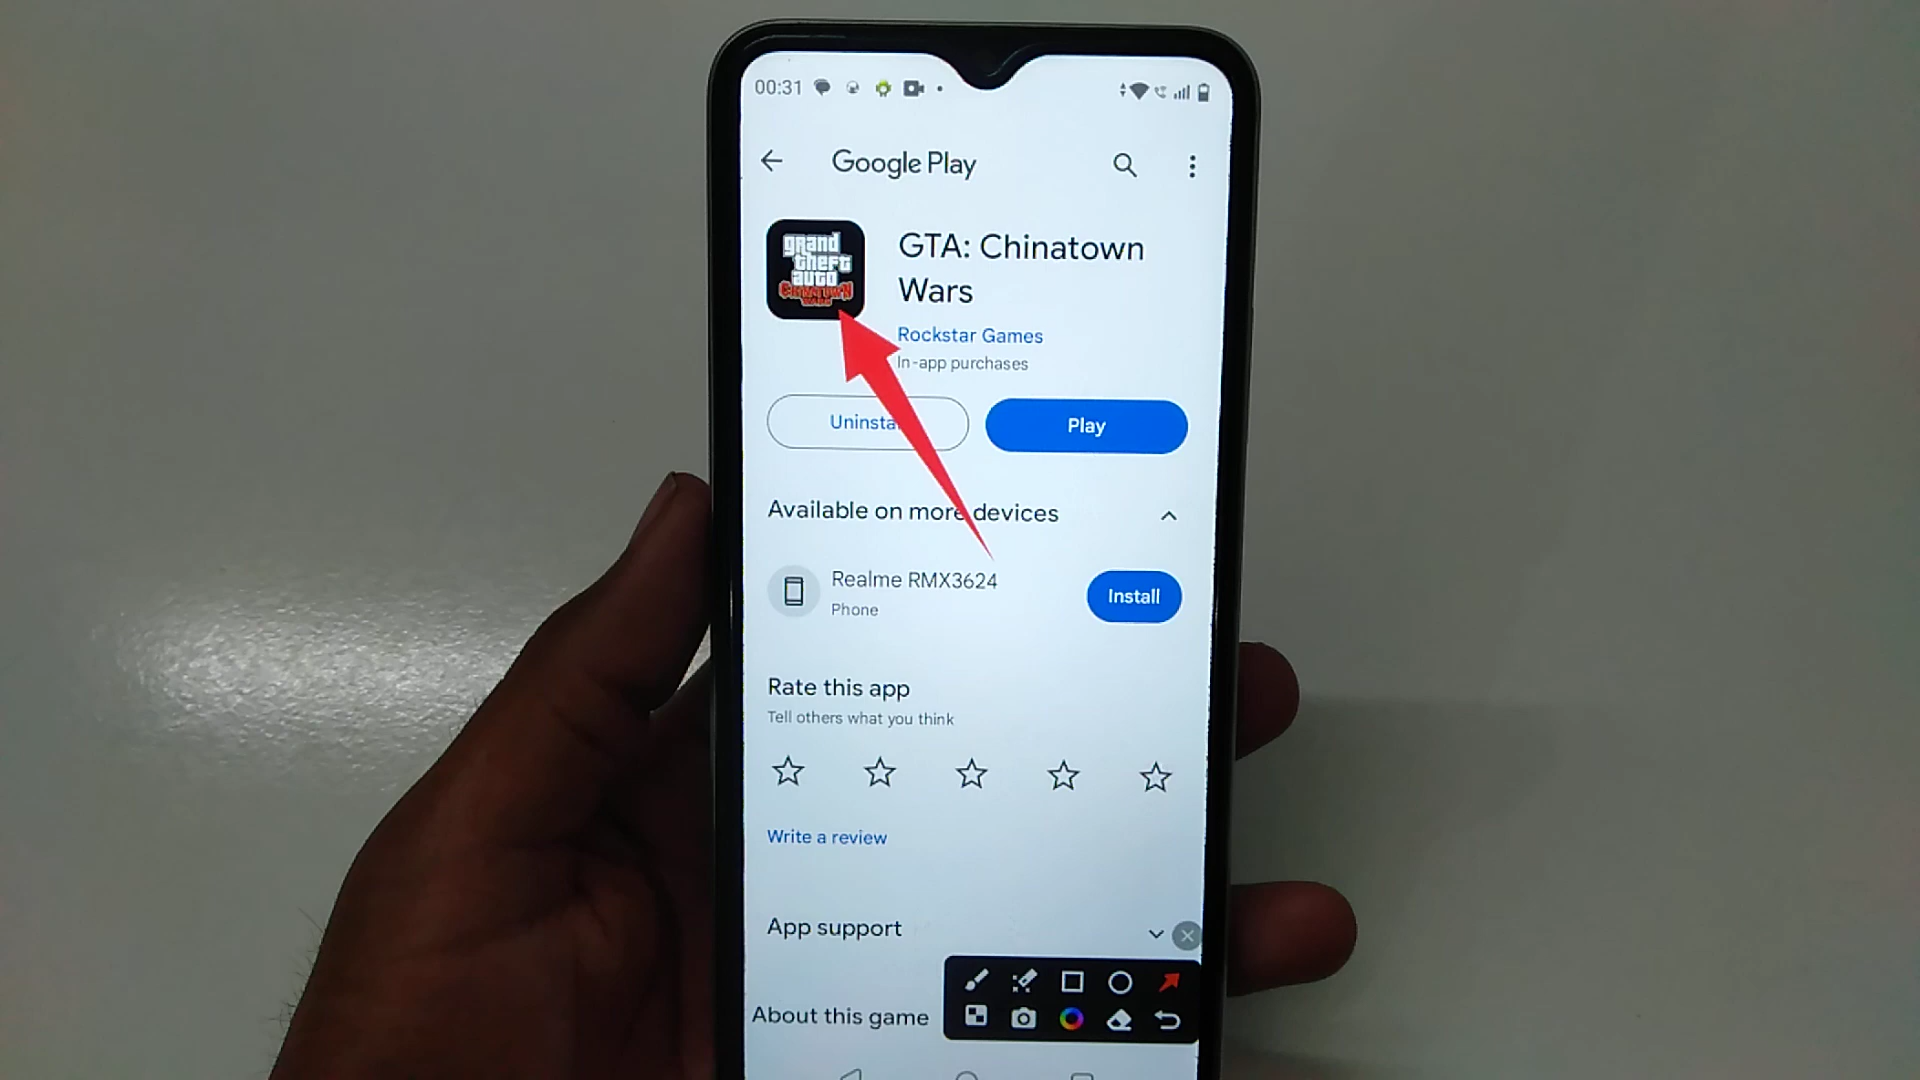 00:31
Google Play
grand
theft
auto
CHINATOWN
WARS
GTA: Chinatown
Wars
Rockstar Games
In-app purchases
Play
Available on more devices
Realme RMX3624
Phone
Install
Rate this app
Tell others what you think
Write a review
App support
About this game